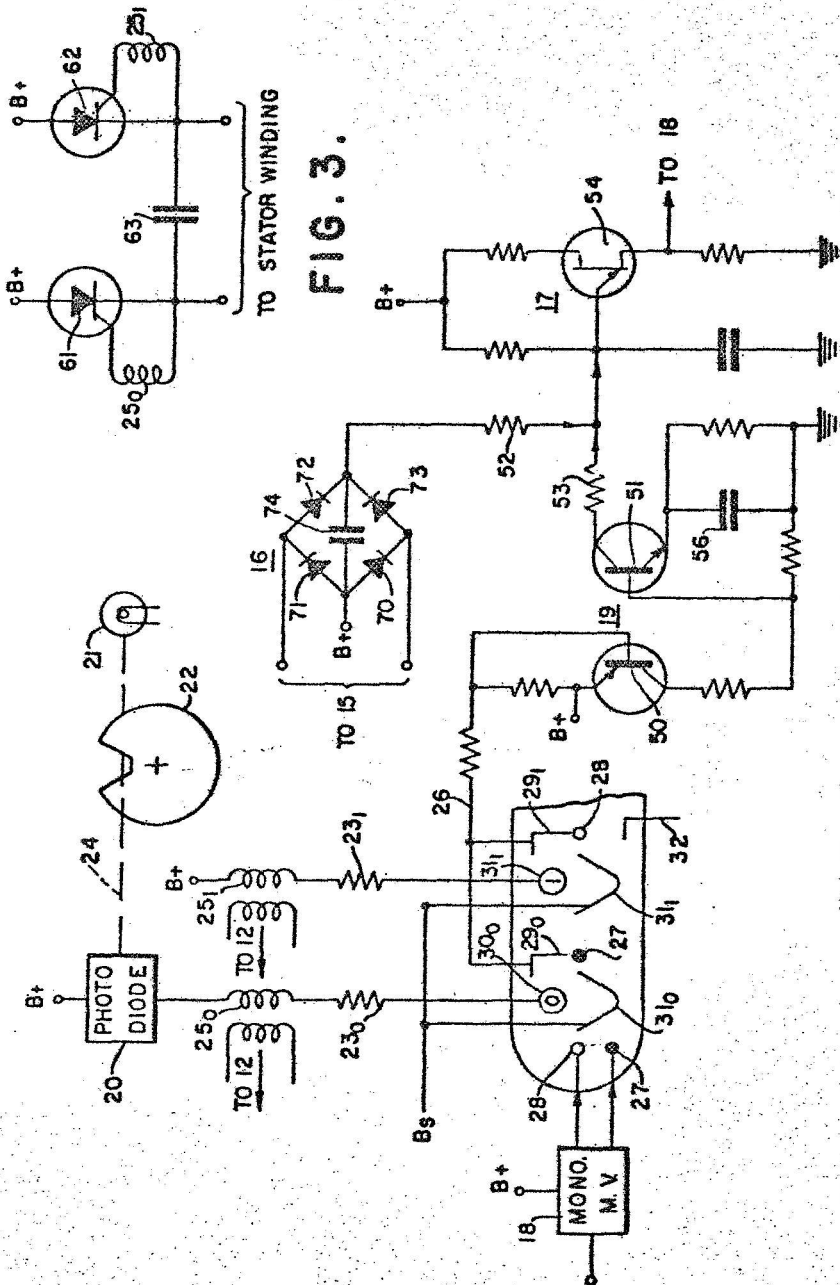 B+
B+
61
62
63
25₀
25₁
TO STATOR WINDING
FIG. 3.
B+
PHOTO
DIODE
20
24
22
21
B+
TO 12
TO 12
25₀
25₁
23₀
23₁
TO 15
16
71
72
74
70
73
B+
52
B+
17
54
TO 18
53
51
56
19
50
B+
26
Bs
B+
MONO.
M.V.
18
28
27
0
30₀
31₀
29₀
27
1
31₁
31₁
29₁
28
32